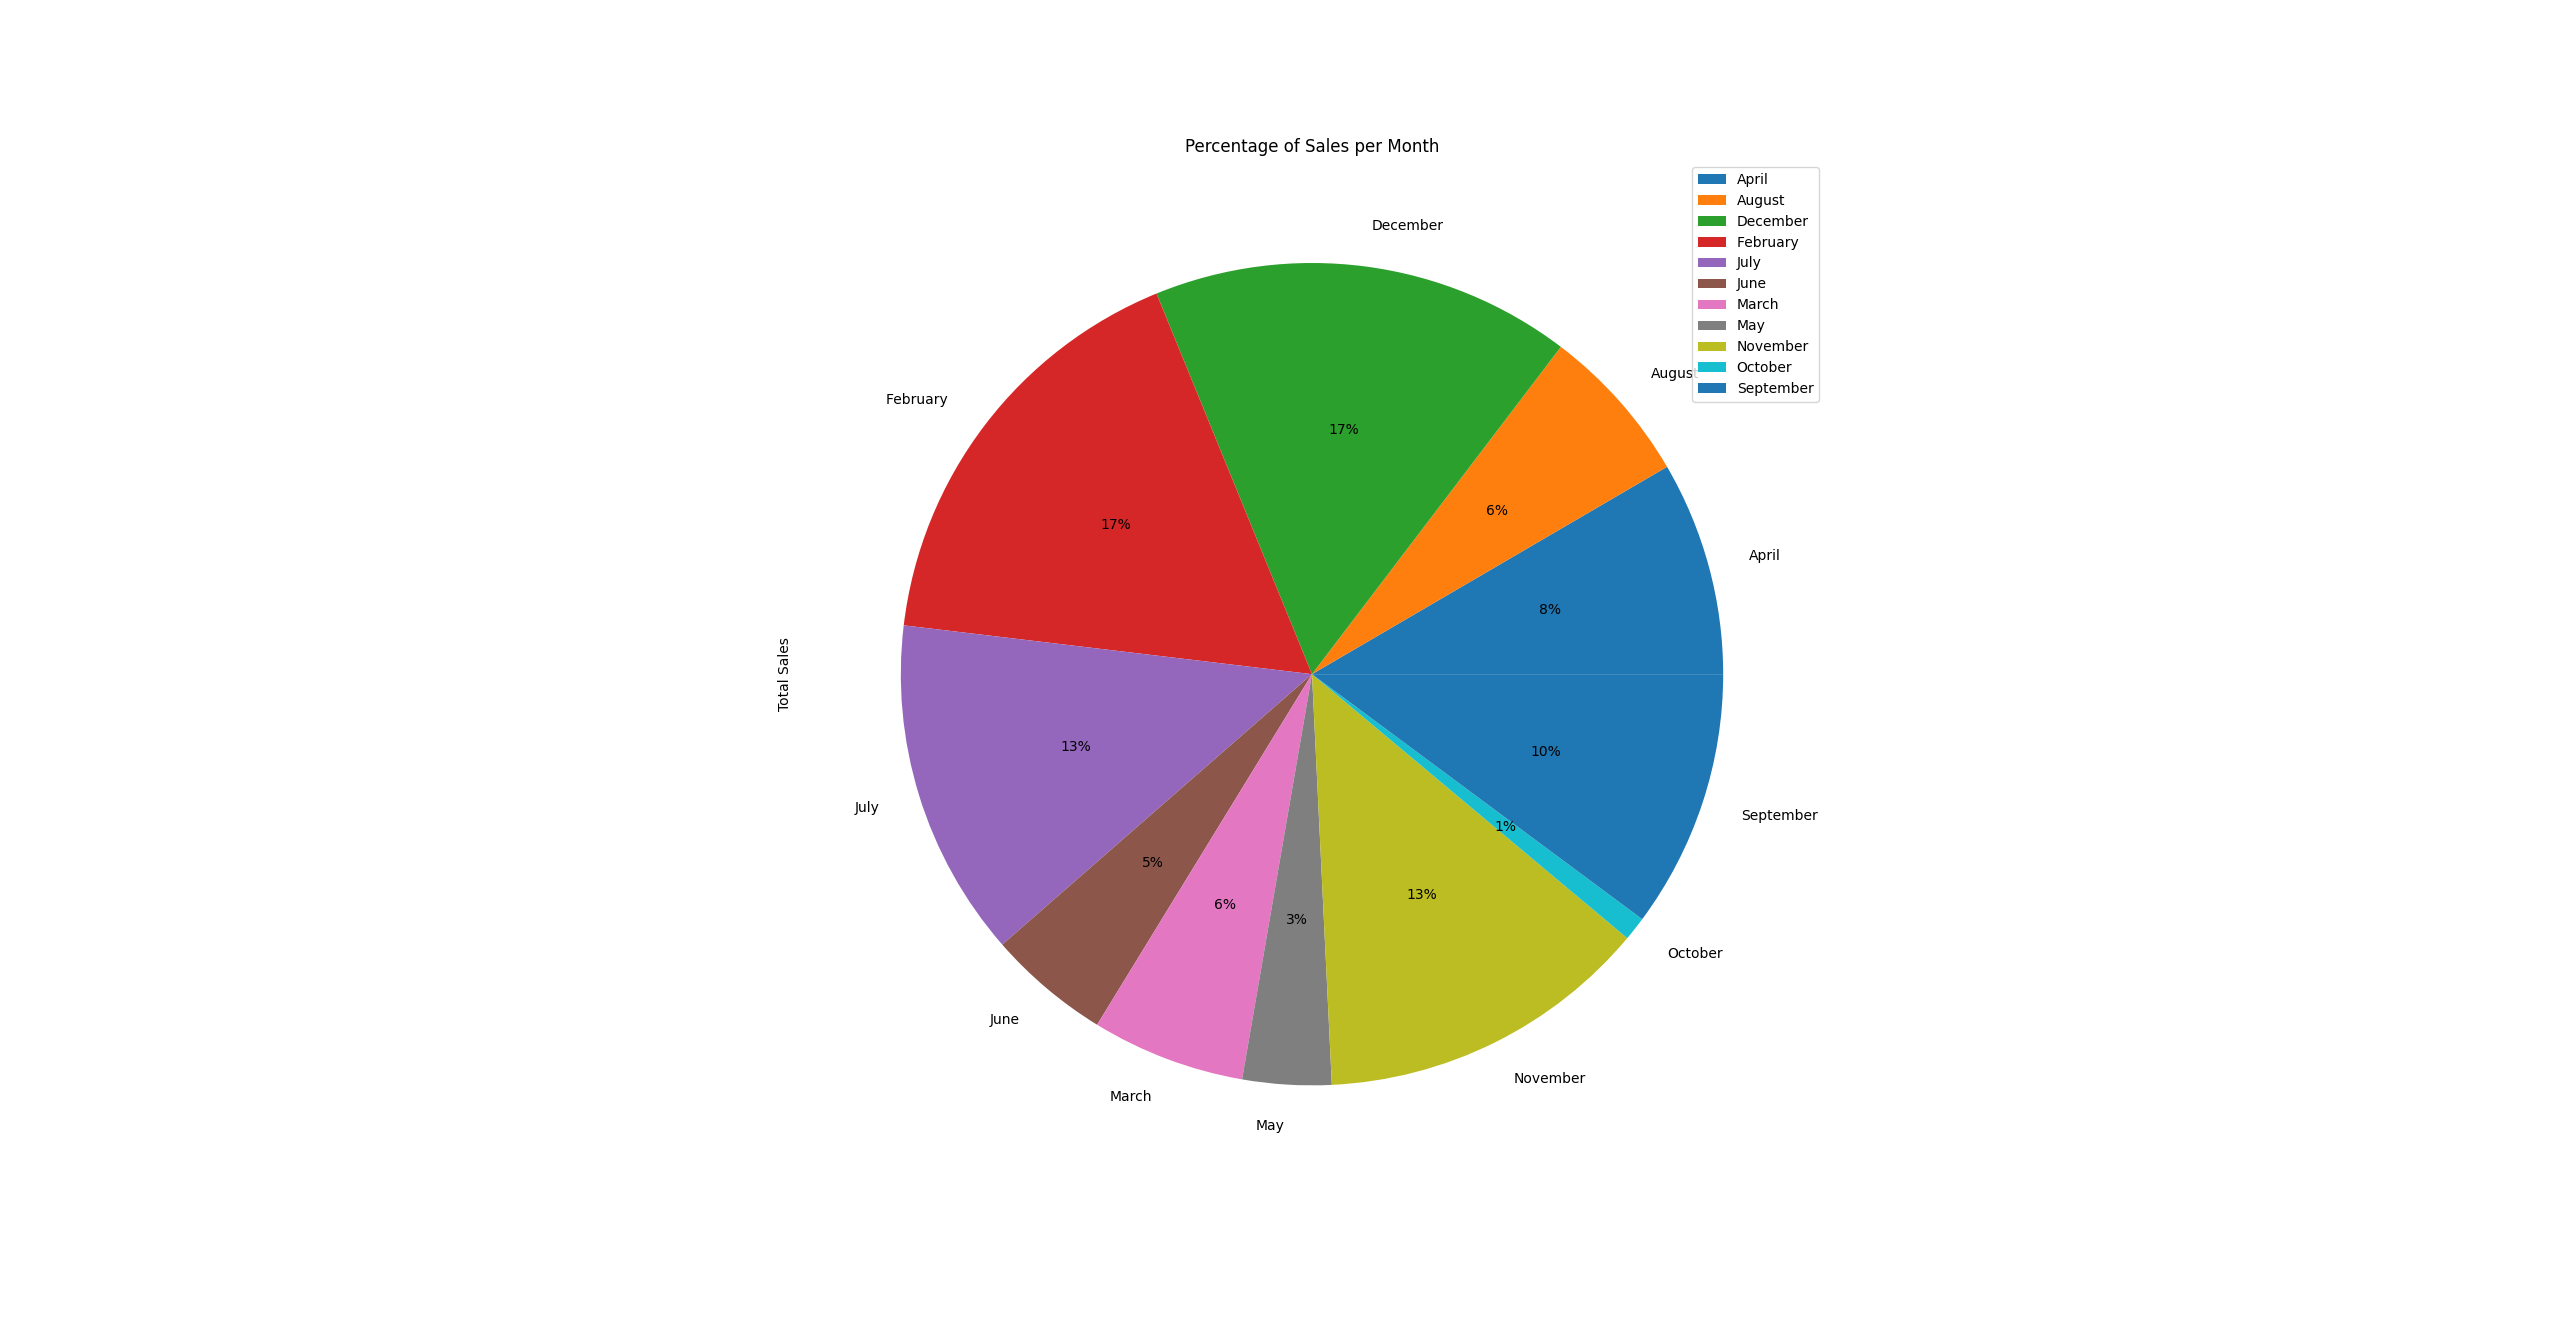 Percentage of Sales per Month
April
August
December
February
July
June
March
May
November
October
September
December
August
February
April
17%
6%
17%
8%
Total Sales
13%
10%
July
September
1%
5%
13%
6%
3%
October
June
November
March
May